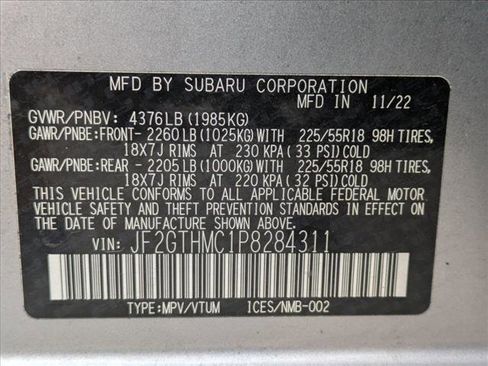 MFD BY SUBARU CORPORATION
MFD IN 11/22
GVWR/PNBV: 4376LB (1985KG)
GAWR/PNBE:FRONT- 2260LB (1025KG)WITH 225/55R18 98H TIRES,
18X7J RIMS AT 230 KPA( 33 PSI)COLD
GAWR/PNBE:REAR - 2205LB (1000KG)WITH 225/55R18 98H TIRES,
18X7J RIMS AT 220 KPA( 32 PSI)COLD
THIS VEHICLE CONFORMS TO ALL APPLICABLE FEDERAL MOTOR
VEHICLE SAFETY AND THEFT PREVENTION STANDARDS IN EFFECT
ON THE DATE OF MANUFACTURE SHOWN ABOVE.
VIN: JF2GTHMC1P8284311
TYPE:MPV/VTUM ICES/NMB-002